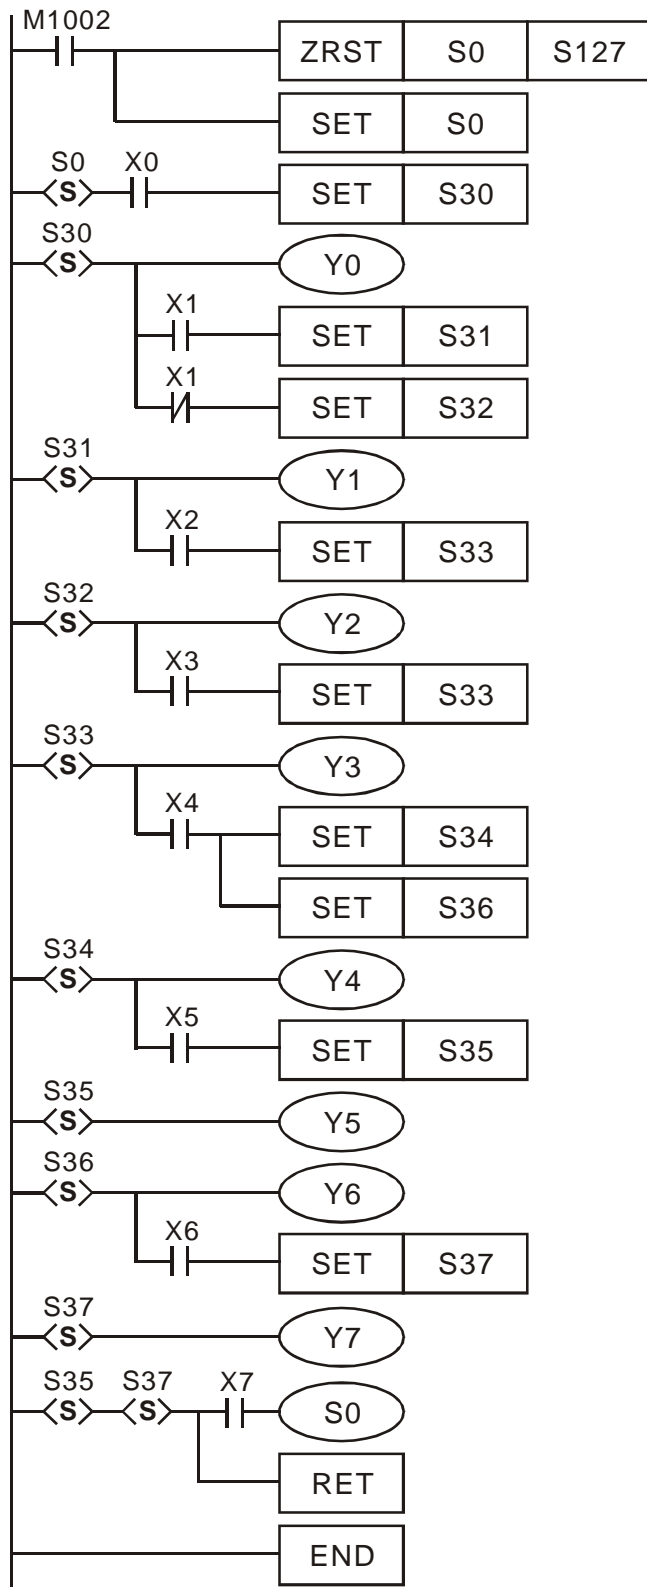 M1002
ZRST S0 S127
SET S0
S0 X0
S SET S30
S30
S Y0
X1
SET S31
X1
SET S32
S31
S Y1
X2
SET S33
S32
S Y2
X3
SET S33
S33
S Y3
X4
SET S34
SET S36
S34
S Y4
X5
SET S35
S35
S Y5
S36
S Y6
X6
SET S37
S37
S Y7
S35 S37 X7
S S S0
RET
END